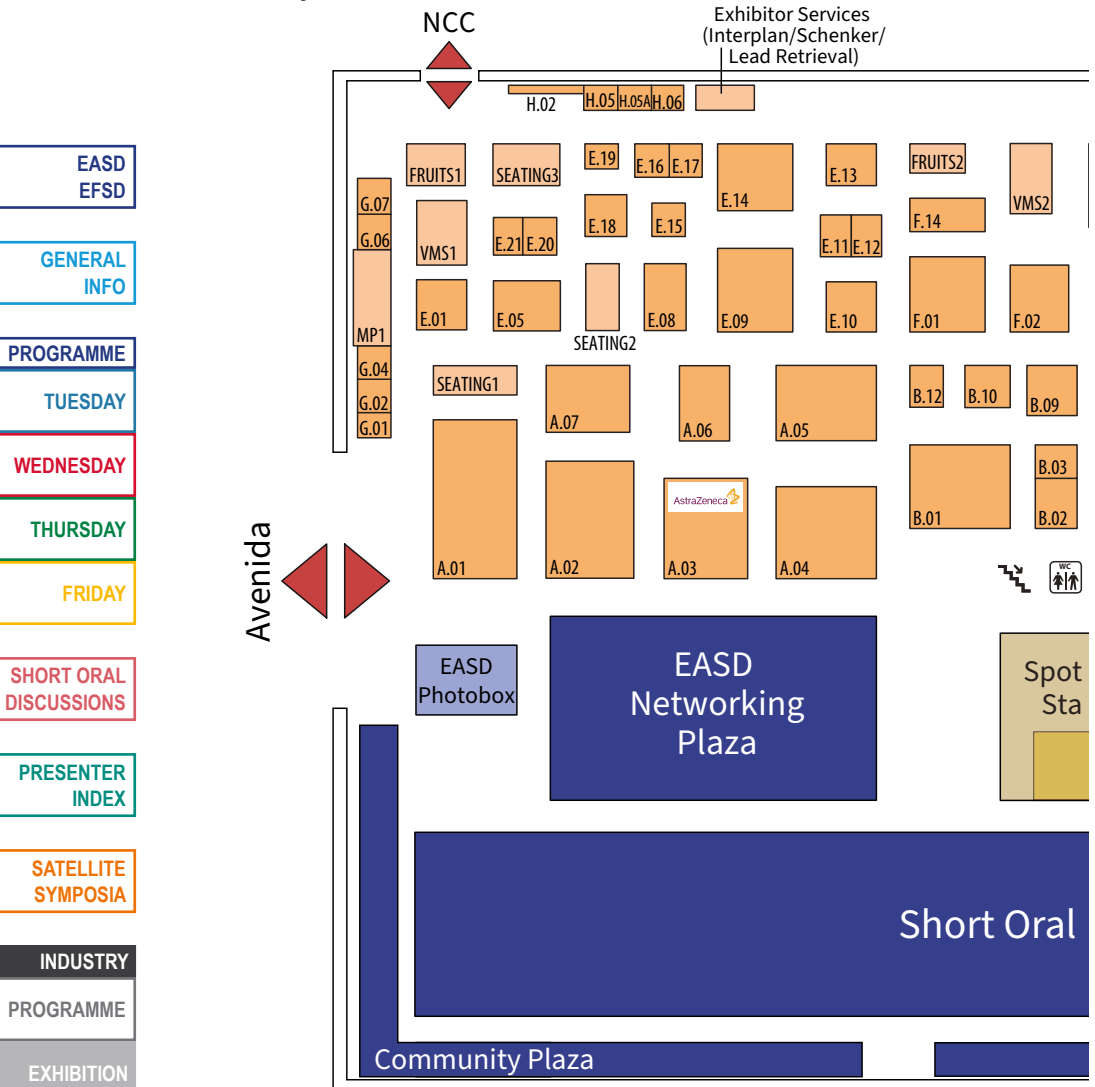 NCC
Exhibitor Services
(Interplan/Schenker/
Lead Retrieval)
H.02
H.05
H.05A
H.06
EASD
EFSD
GENERAL
INFO
PROGRAMME
TUESDAY
WEDNESDAY
THURSDAY
FRIDAY
SHORT ORAL
DISCUSSIONS
PRESENTER
INDEX
SATELLITE
SYMPOSIA
INDUSTRY
PROGRAMME
EXHIBITION
FRUITS1
SEATING3
E.19
E.16
E.17
E.14
E.13
FRUITS2
VMS2
G.07
G.06
VMS1
E.21
E.20
E.18
E.15
E.11
E.12
F.14
MP1
E.01
E.05
SEATING2
E.08
E.09
E.10
F.01
F.02
G.04
G.02
G.01
SEATING1
A.07
A.06
A.05
B.12
B.10
B.09
A.01
A.02
AstraZeneca
A.03
A.04
B.01
B.03
B.02
WC
Avenida
EASD
Photobox
EASD
Networking
Plaza
Spot
Sta
Short Oral
Community Plaza